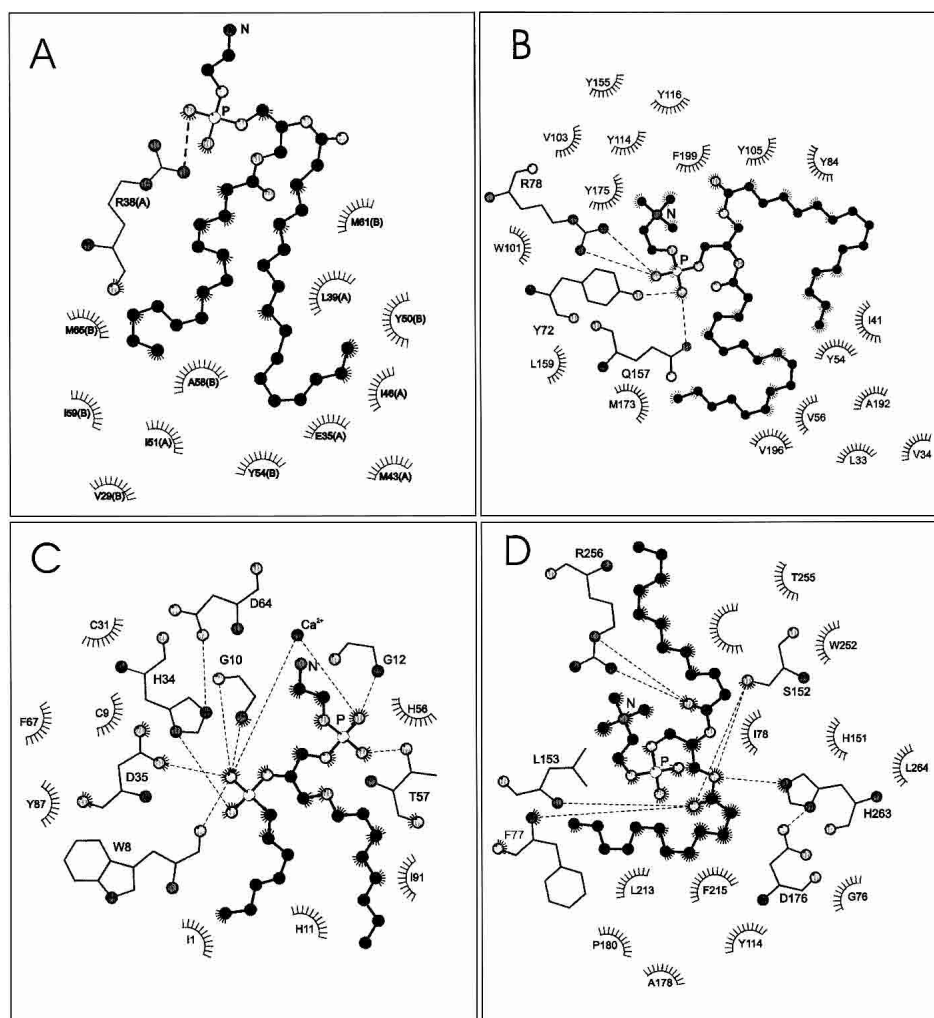 A
N
P
R38(A)
M61(B)
L39(A)
Y50(B)
M65(B)
A58(B)
I46(A)
I59(B)
I51(A)
E35(A)
Y54(B)
M43(A)
V29(B)
B
Y155
Y116
V103
Y114
F199
Y105
Y84
R78
Y175
N
W101
P
I41
Y72
Y54
L159
Q157
M173
A192
V56
V196
L33
V34
C
D64
C31
Ca²⁺
G10
G12
H34
N
P
H56
F67
C9
D35
T57
Y87
W8
I91
I1
H11
D
R256
T255
W252
S152
N
I78
H151
L153
P
L264
F77
H263
L213
F215
D176
G76
P180
Y114
A178